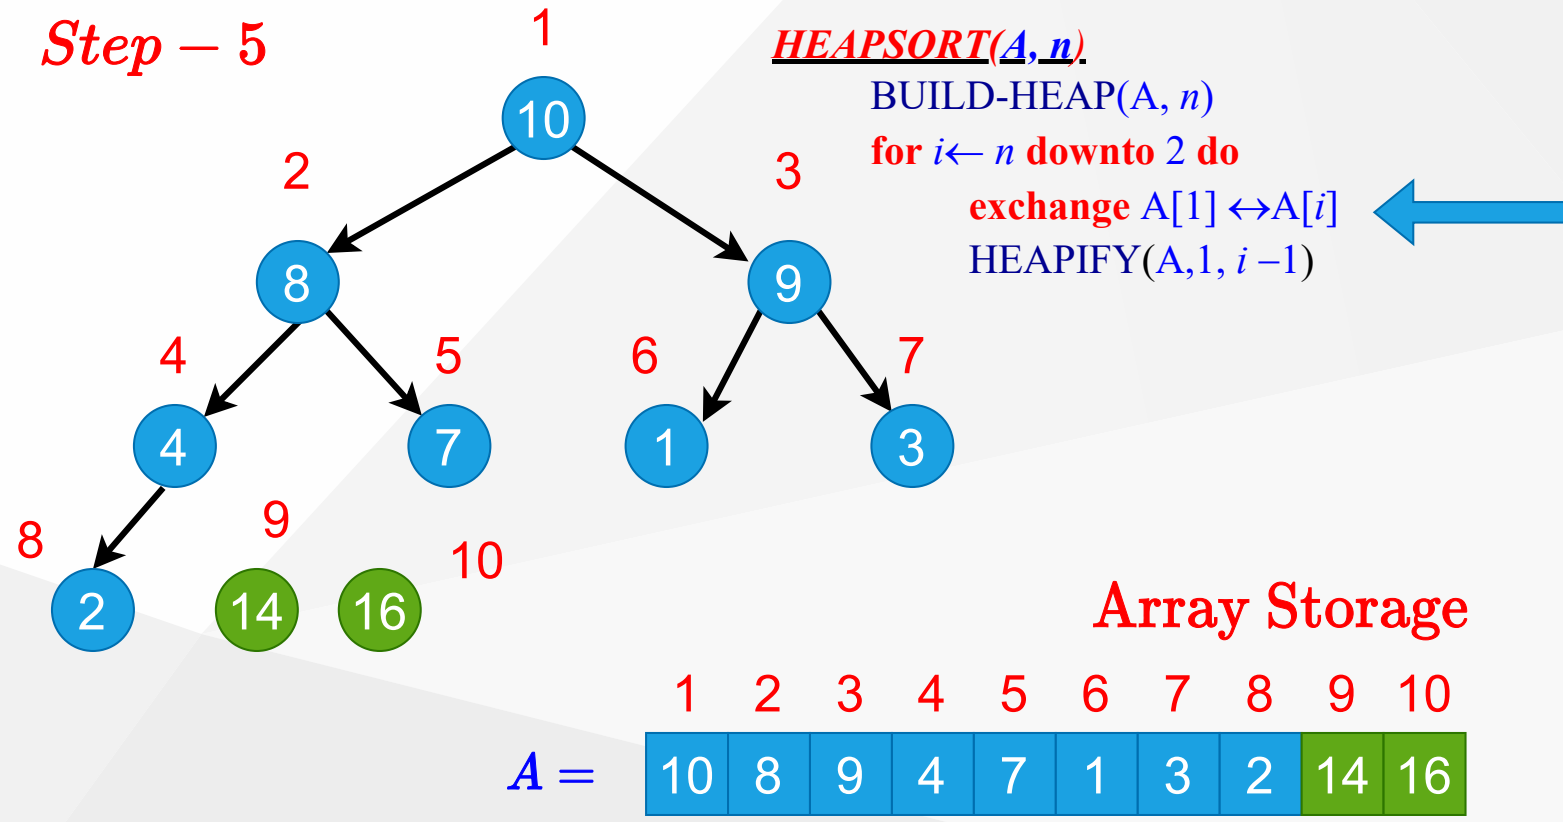 Step – 5
1
10
2
3
8
9
4
5
6
7
4
7
1
3
8
9
10
2
14
16
HEAPSORT(A, n)
BUILD-HEAP(A, n)
for i← n downto 2 do
exchange A[1] ↔A[i]
HEAPIFY(A,1, i –1)
Array Storage
1 2 3 4 5 6 7 8 9 10
A = 10 8 9 4 7 1 3 2 14 16